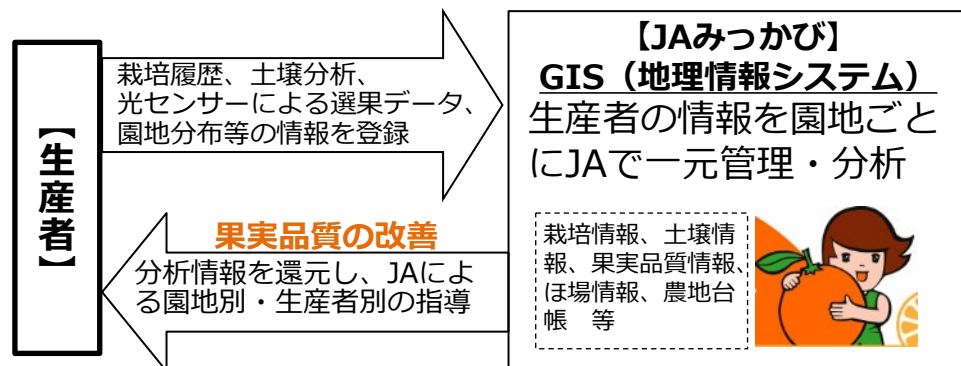 【生産者】
栽培履歴、土壌分析、
光センサーによる選果データ、
園地分布等の情報を登録
果実品質の改善
分析情報を還元し、JAによ
る園地別・生産者別の指導
【JAみっかび】
GIS（地理情報システム）
生産者の情報を園地ごと
にJAで一元管理・分析
栽培情報、土壌情
報、果実品質情報、
ほ場情報、農地台
帳　等